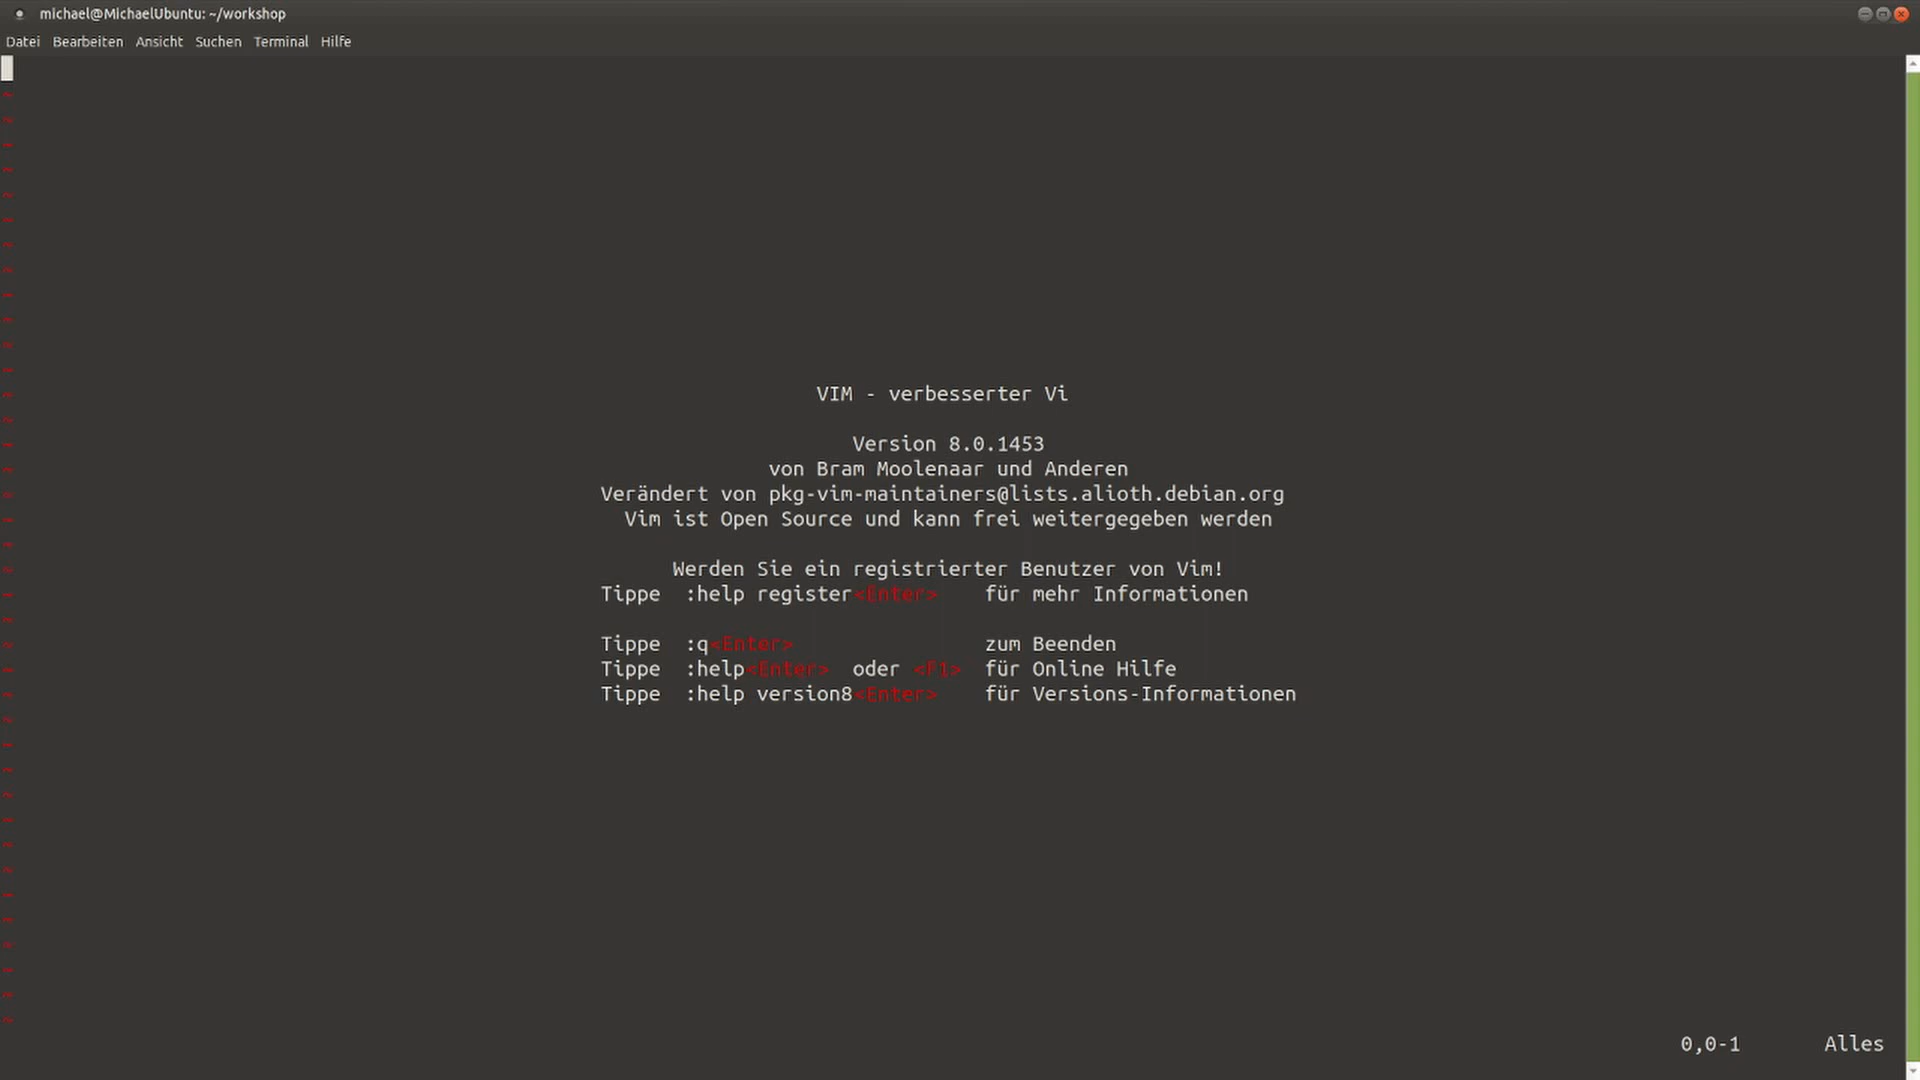 michael@MichaelUbuntu: ~/workshop
Datei Bearbeiten Ansicht Suchen Terminal Hilfe
~
~
~
~
~
~
~
~
~
~
~
~
VIM - verbesserter Vi
~
~
Version 8.0.1453
~ von Bram Moolenaar und Anderen
~ Verändert von pkg-vim-maintainers@lists.alioth.debian.org
~ Vim ist Open Source und kann frei weitergegeben werden
~
~ Werden Sie ein registrierter Benutzer von Vim!
~ Tippe :help register<Enter> für mehr Informationen
~
~ Tippe :q<Enter> zum Beenden
~ Tippe :help<Enter> oder <F1> für Online Hilfe
~ Tippe :help version8<Enter> für Versions-Informationen
~
~
~
~
~
~
~
~
~
~
~
~
~
0,0-1 Alles